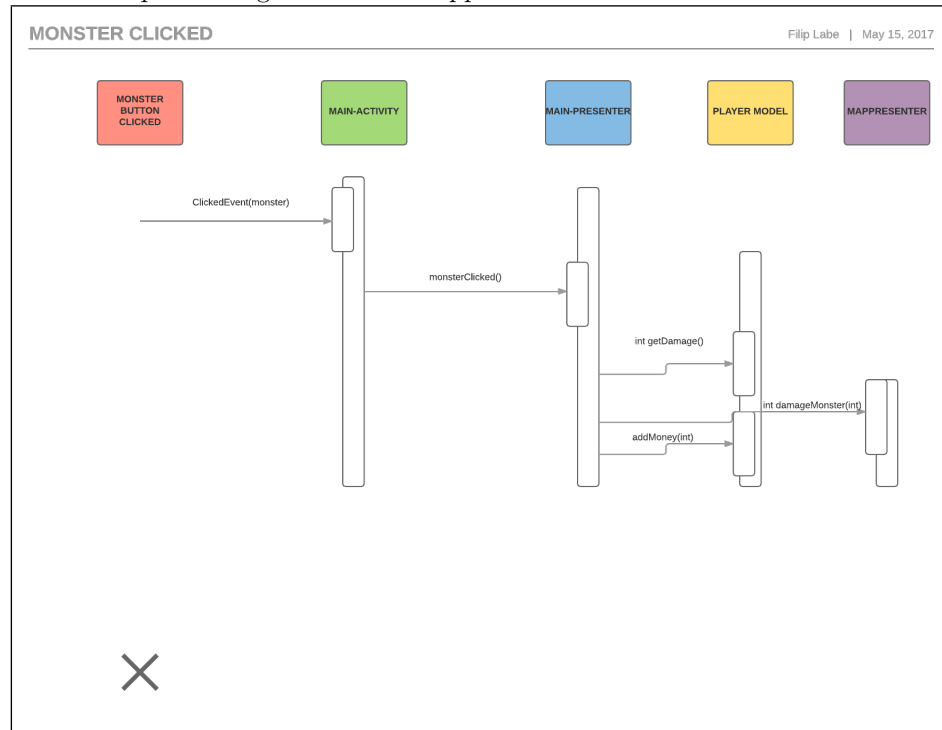 MONSTER CLICKED
Filip Labe | May 15, 2017
MONSTER
BUTTON
CLICKED
MAIN-ACTIVITY
MAIN-PRESENTER
PLAYER MODEL
MAPPRESENTER
ClickedEvent(monster)
monsterClicked()
int getDamage()
int damageMonster(int)
addMoney(int)